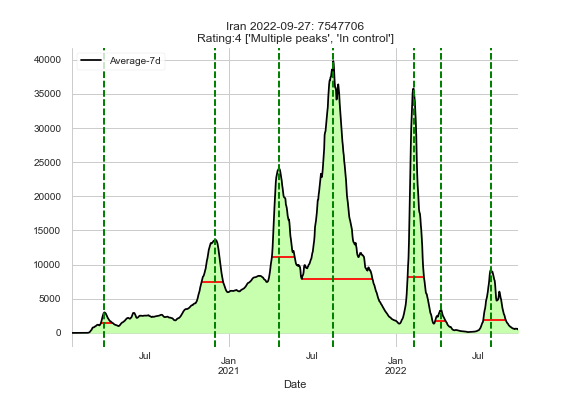 Iran 2022-09-27: 7547706
Rating:4 ['Multiple peaks', 'In control']
Average-7d
40000
35000
30000
25000
20000
15000
10000
5000
0
Jul
Jan
2021
Jul
Jan
2022
Jul
Date